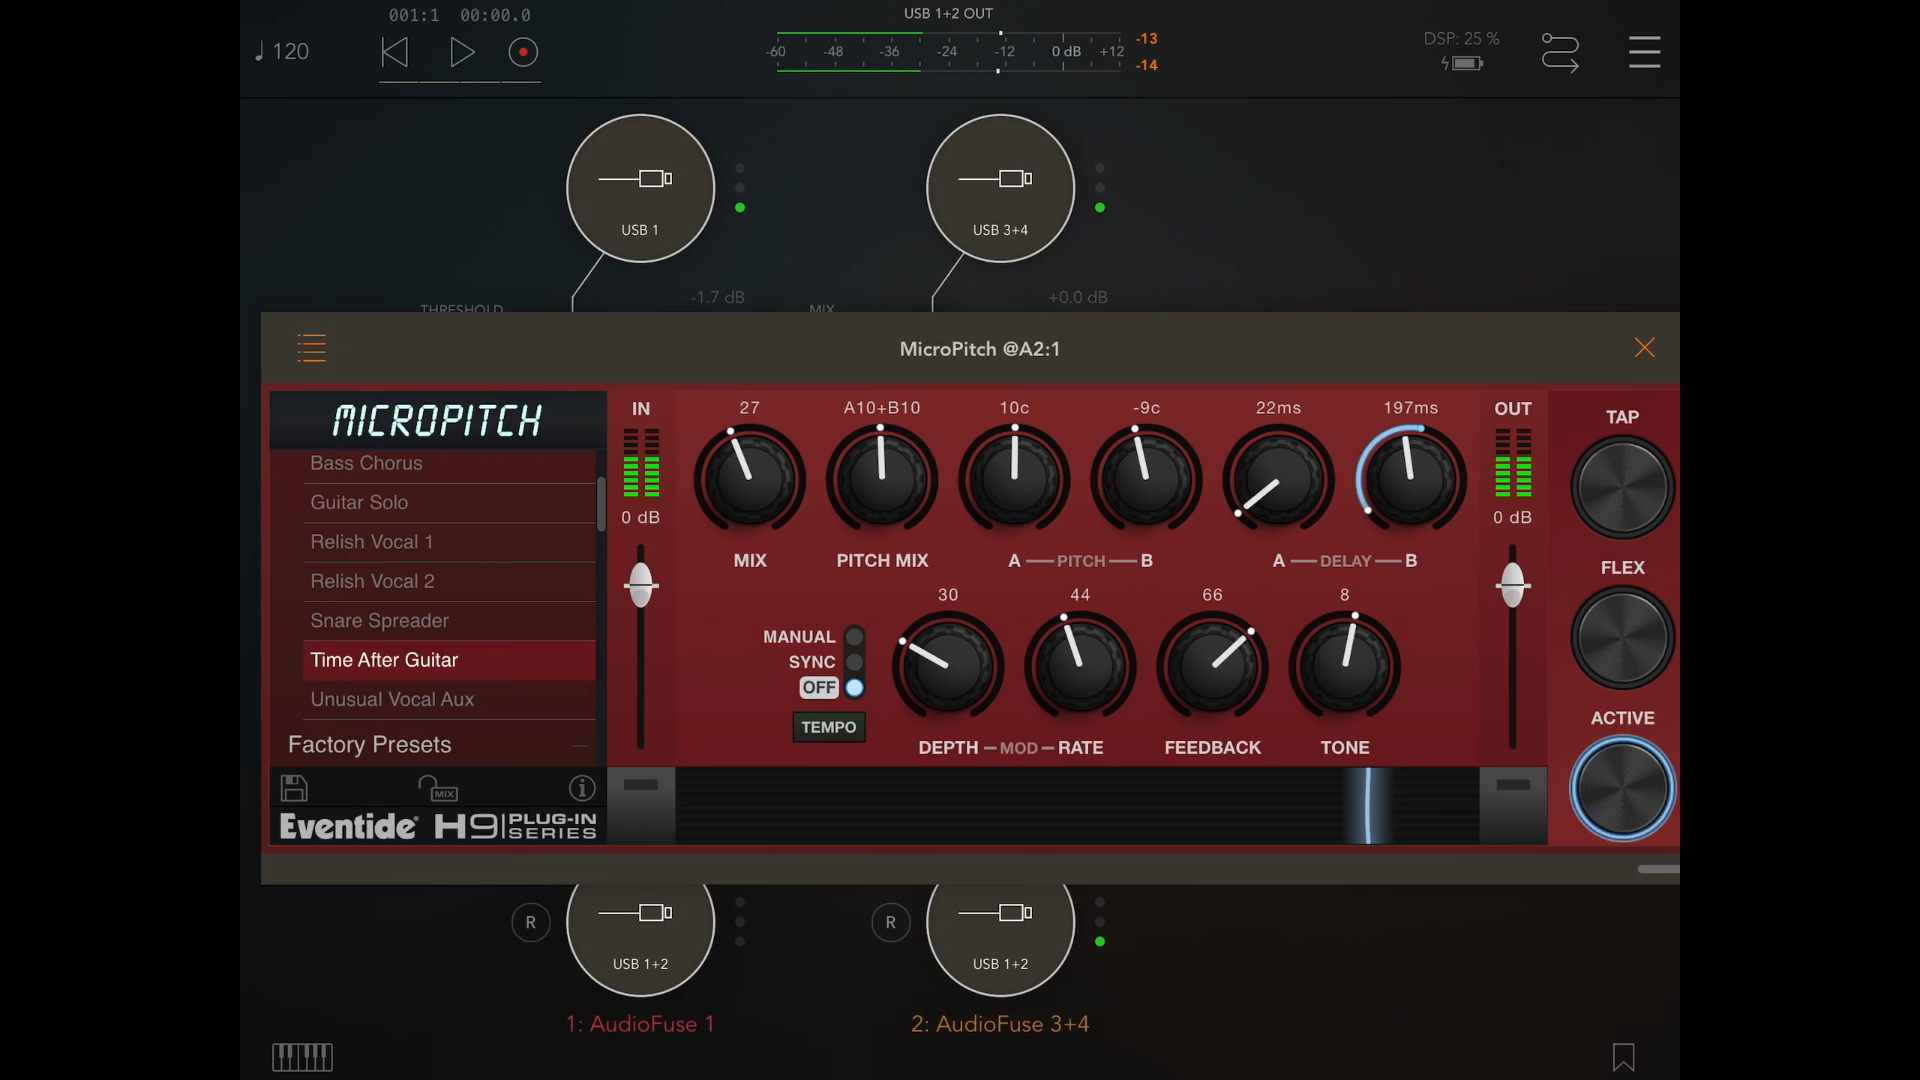 001:1 00:00.0
120
USB 1+2 OUT
-60 -48 -36 -24 -12 0 dB +12
-13
-14
DSP: 25 %
USB 1
USB 3+4
THRESHOLD
-1.7 dB
MIX
+0.0 dB
MicroPitch @A2:1
MICROPITCH
Bass Chorus
Guitar Solo
Relish Vocal 1
Relish Vocal 2
Snare Spreader
Time After Guitar
Unusual Vocal Aux
Factory Presets
MIX
Eventide H9 PLUG-IN SERIES
IN
0 dB
27
A10+B10
10c
-9c
22ms
197ms
MIX
PITCH MIX
A PITCH B
A DELAY B
MANUAL
SYNC
OFF
TEMPO
30
44
66
8
DEPTH MOD RATE
FEEDBACK
TONE
OUT
0 dB
TAP
FLEX
ACTIVE
R
USB 1+2
R
USB 1+2
1: AudioFuse 1
2: AudioFuse 3+4